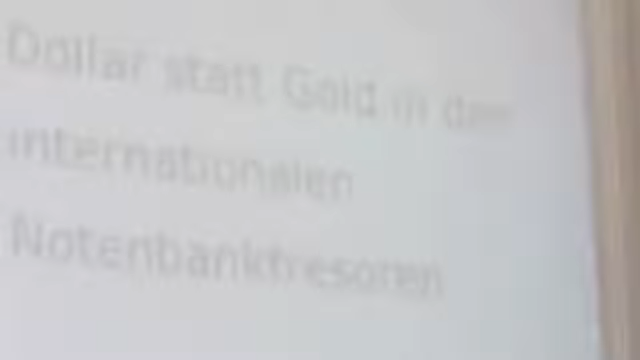 Dollar statt Gold in den
internationalen
Notenbanktresoren